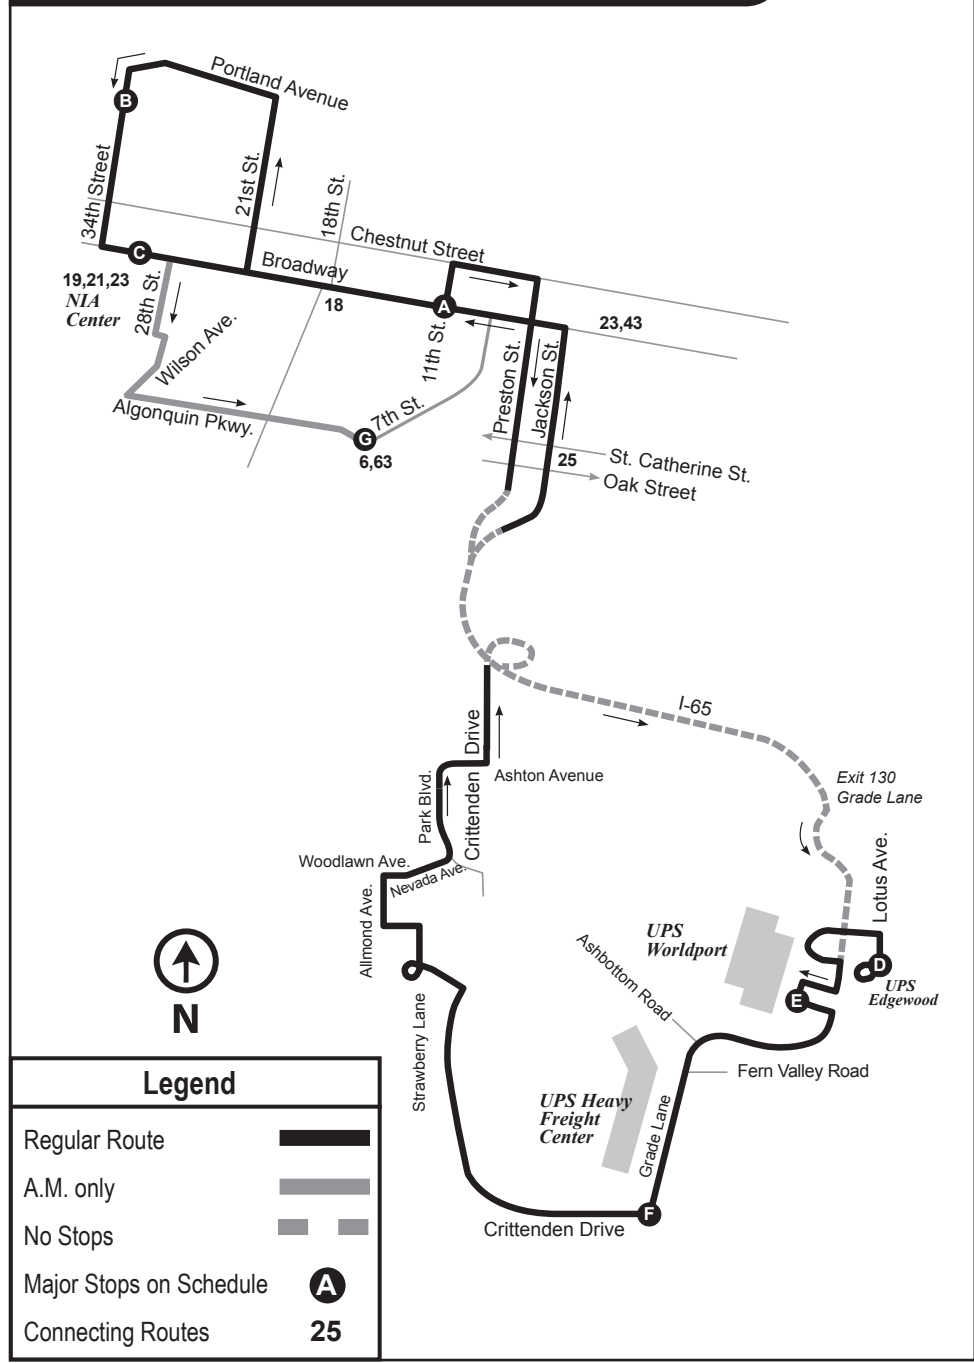 Portland Avenue
B
34th Street
21st St.
18th St.
Chestnut Street
C
Broadway
19,21,23
NIA
Center
28th St.
18
A
23,43
Wilson Ave.
11th St.
Preston St.
Jackson St.
Algonquin Pkwy.
7th St.
G
6,63
25
St. Catherine St.
Oak Street
I-65
Crittenden Drive
Ashton Avenue
Park Blvd.
Exit 130
Grade Lane
Woodlawn Ave.
Nevada Ave.
Allmond Ave.
Lotus Ave.
UPS
Worldport
Ashbottom Road
D
UPS
Edgewood
E
N
Strawberry Lane
Fern Valley Road
UPS Heavy
Freight
Center
Grade Lane
F
Crittenden Drive
Legend
Regular Route
A.M. only
No Stops
Major Stops on Schedule A
Connecting Routes 25